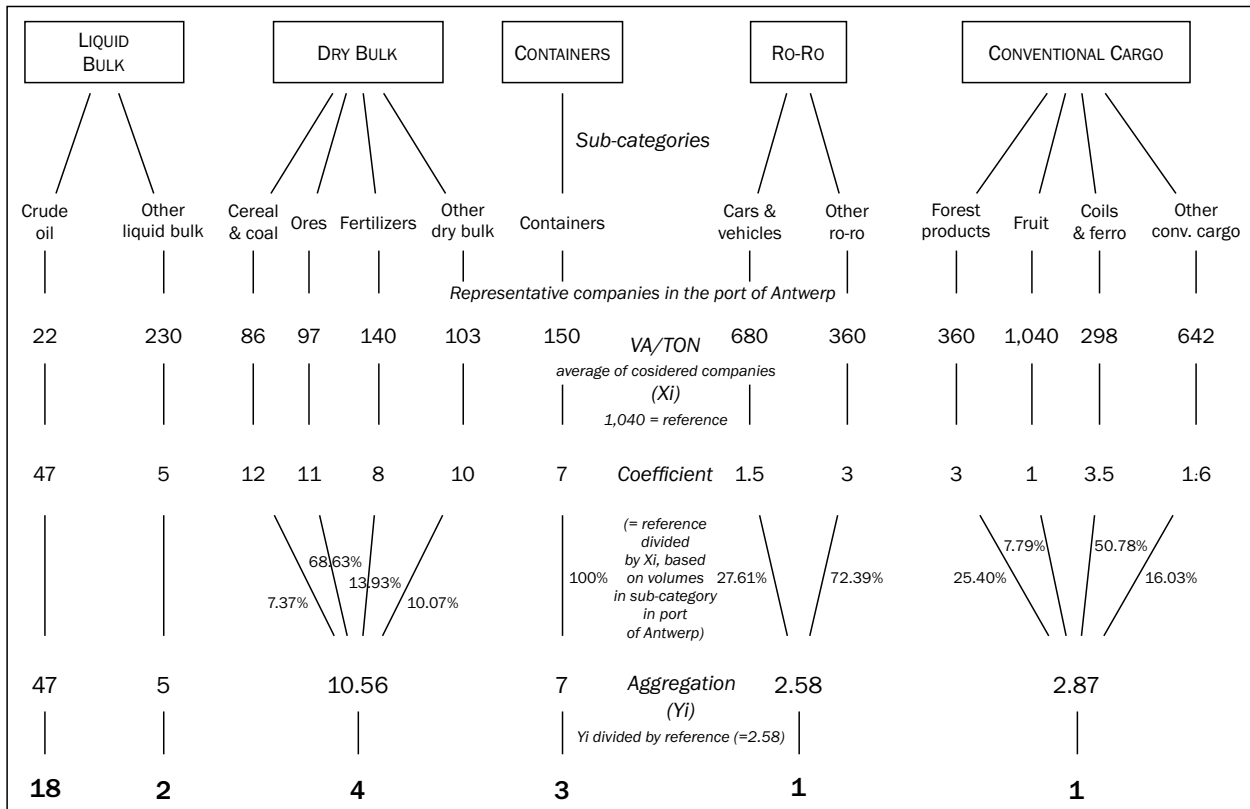 LIQUID
BULK
DRY BULK
CONTAINERS
RO-RO
CONVENTIONAL CARGO
Sub-categories
Crude
oil
Other
liquid bulk
Cereal
& coal
Ores
Fertilizers
Other
dry bulk
Containers
Cars &
vehicles
Other
ro-ro
Forest
products
Fruit
Coils
& ferro
Other
conv. cargo
Representative companies in the port of Antwerp
22 230 86 97 140 103 150 VA/TON 680 360 360 1,040 298 642
average of cosidered companies
(Xi)
1,040 = reference
47 5 12 11 8 10 7 Coefficient 1.5 3 3 1 3.5 1:6
(= reference
divided
by Xi, based
on volumes
in sub-category
in port
of Antwerp)
7.37%
68.63%
13.93%
10.07%
100%
27.61%
72.39%
25.40%
7.79%
50.78%
16.03%
47 5 10.56 7 Aggregation 2.58 2.87
(Yi)
Yi divided by reference (=2.58)
18 2 4 3 1 1